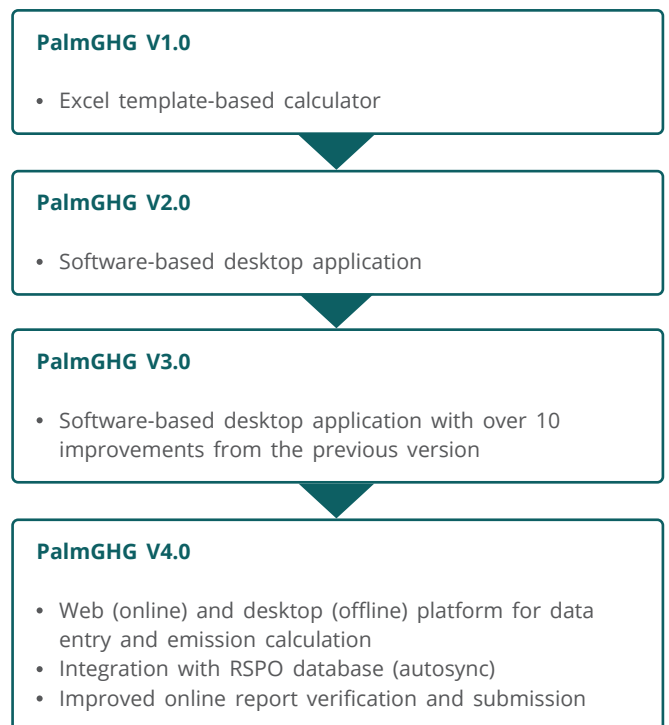 PalmGHG V1.0
• Excel template-based calculator
PalmGHG V2.0
• Software-based desktop application
PalmGHG V3.0
• Software-based desktop application with over 10
improvements from the previous version
PalmGHG V4.0
• Web (online) and desktop (offline) platform for data
entry and emission calculation
• Integration with RSPO database (autosync)
• Improved online report verification and submission